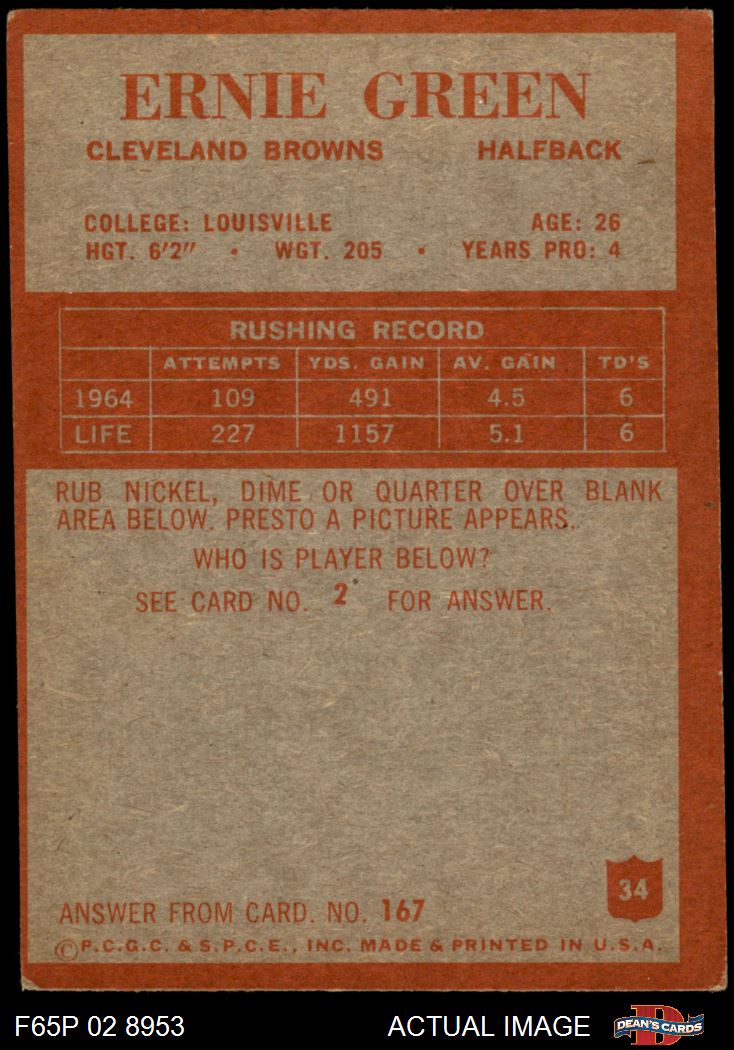 ERNIE GREEN
CLEVELAND BROWNS HALFBACK
COLLEGE: LOUISVILLE AGE: 26
HGT. 6'2" • WGT. 205 • YEARS PRO: 4
RUSHING RECORD
ATTEMPTS YDS. GAIN AV. GAIN TD'S
1964 109 491 4.5 6
LIFE 227 1157 5.1 6
RUB NICKEL, DIME OR QUARTER OVER BLANK
AREA BELOW. PRESTO A PICTURE APPEARS.
WHO IS PLAYER BELOW?
SEE CARD NO. 2 FOR ANSWER.
34
ANSWER FROM CARD. NO. 167
©P.C.G.C. & S.P.C.E., INC. MADE & PRINTED IN U.S.A.
F65P 02 8953 ACTUAL IMAGE D DEAN'S CARDS